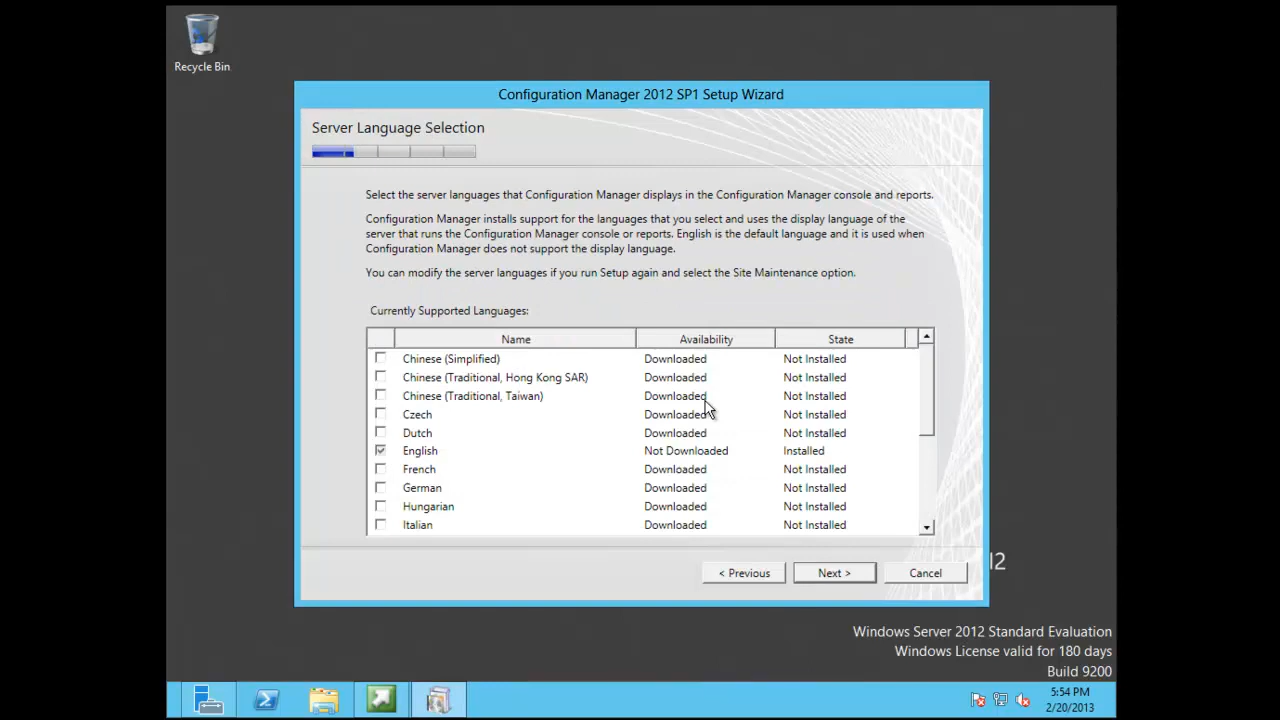 Recycle Bin
Configuration Manager 2012 SP1 Setup Wizard
Server Language Selection
Select the server languages that Configuration Manager displays in the Configuration Manager console and reports.
Configuration Manager installs support for the languages that you select and uses the display language of the
server that runs the Configuration Manager console or reports. English is the default language and it is used when
Configuration Manager does not support the display language.
You can modify the server languages if you run Setup again and select the Site Maintenance option.
Currently Supported Languages:
Name Availability State
Chinese (Simplified) Downloaded Not Installed
Chinese (Traditional, Hong Kong SAR) Downloaded Not Installed
Chinese (Traditional, Taiwan) Downloaded Not Installed
Czech Downloaded Not Installed
Dutch Downloaded Not Installed
English Not Downloaded Installed
French Downloaded Not Installed
German Downloaded Not Installed
Hungarian Downloaded Not Installed
Italian Downloaded Not Installed
< Previous Next > Cancel
12
Windows Server 2012 Standard Evaluation
Windows License valid for 180 days
Build 9200
5:54 PM
2/20/2013